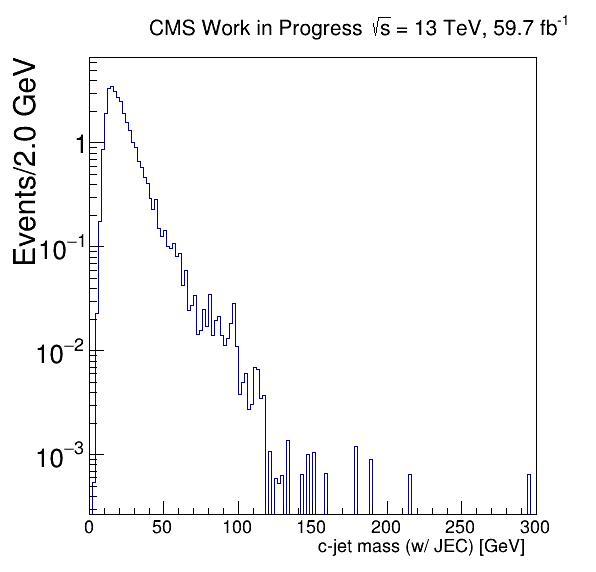 CMS Work in Progress √s = 13 TeV, 59.7 fb⁻¹
Events/2.0 GeV
1
10⁻¹
10⁻²
10⁻³
0 50 100 150 200 250 300
c-jet mass (w/ JEC) [GeV]